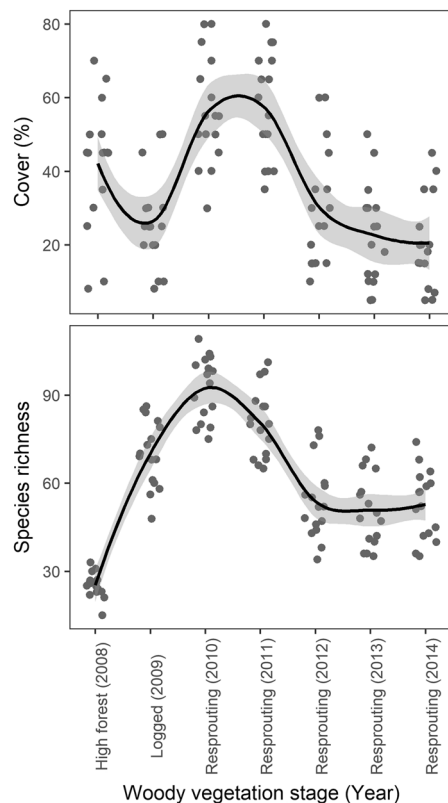 80
60
40
20
Cover (%)
90
60
30
Species richness
High forest (2008)
Logged (2009)
Resprouting (2010)
Resprouting (2011)
Resprouting (2012)
Resprouting (2013)
Resprouting (2014)
Woody vegetation stage (Year)